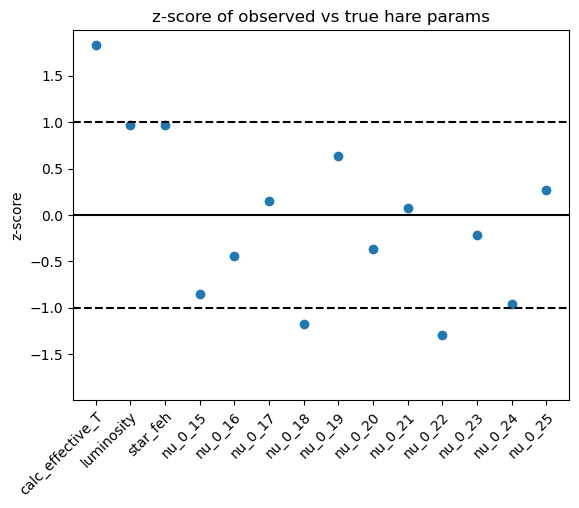 z-score of observed vs true hare params
z-score
1.5
1.0
0.5
0.0
−0.5
−1.0
−1.5
calc_effective_T
luminosity
star_feh
nu_0_15
nu_0_16
nu_0_17
nu_0_18
nu_0_19
nu_0_20
nu_0_21
nu_0_22
nu_0_23
nu_0_24
nu_0_25